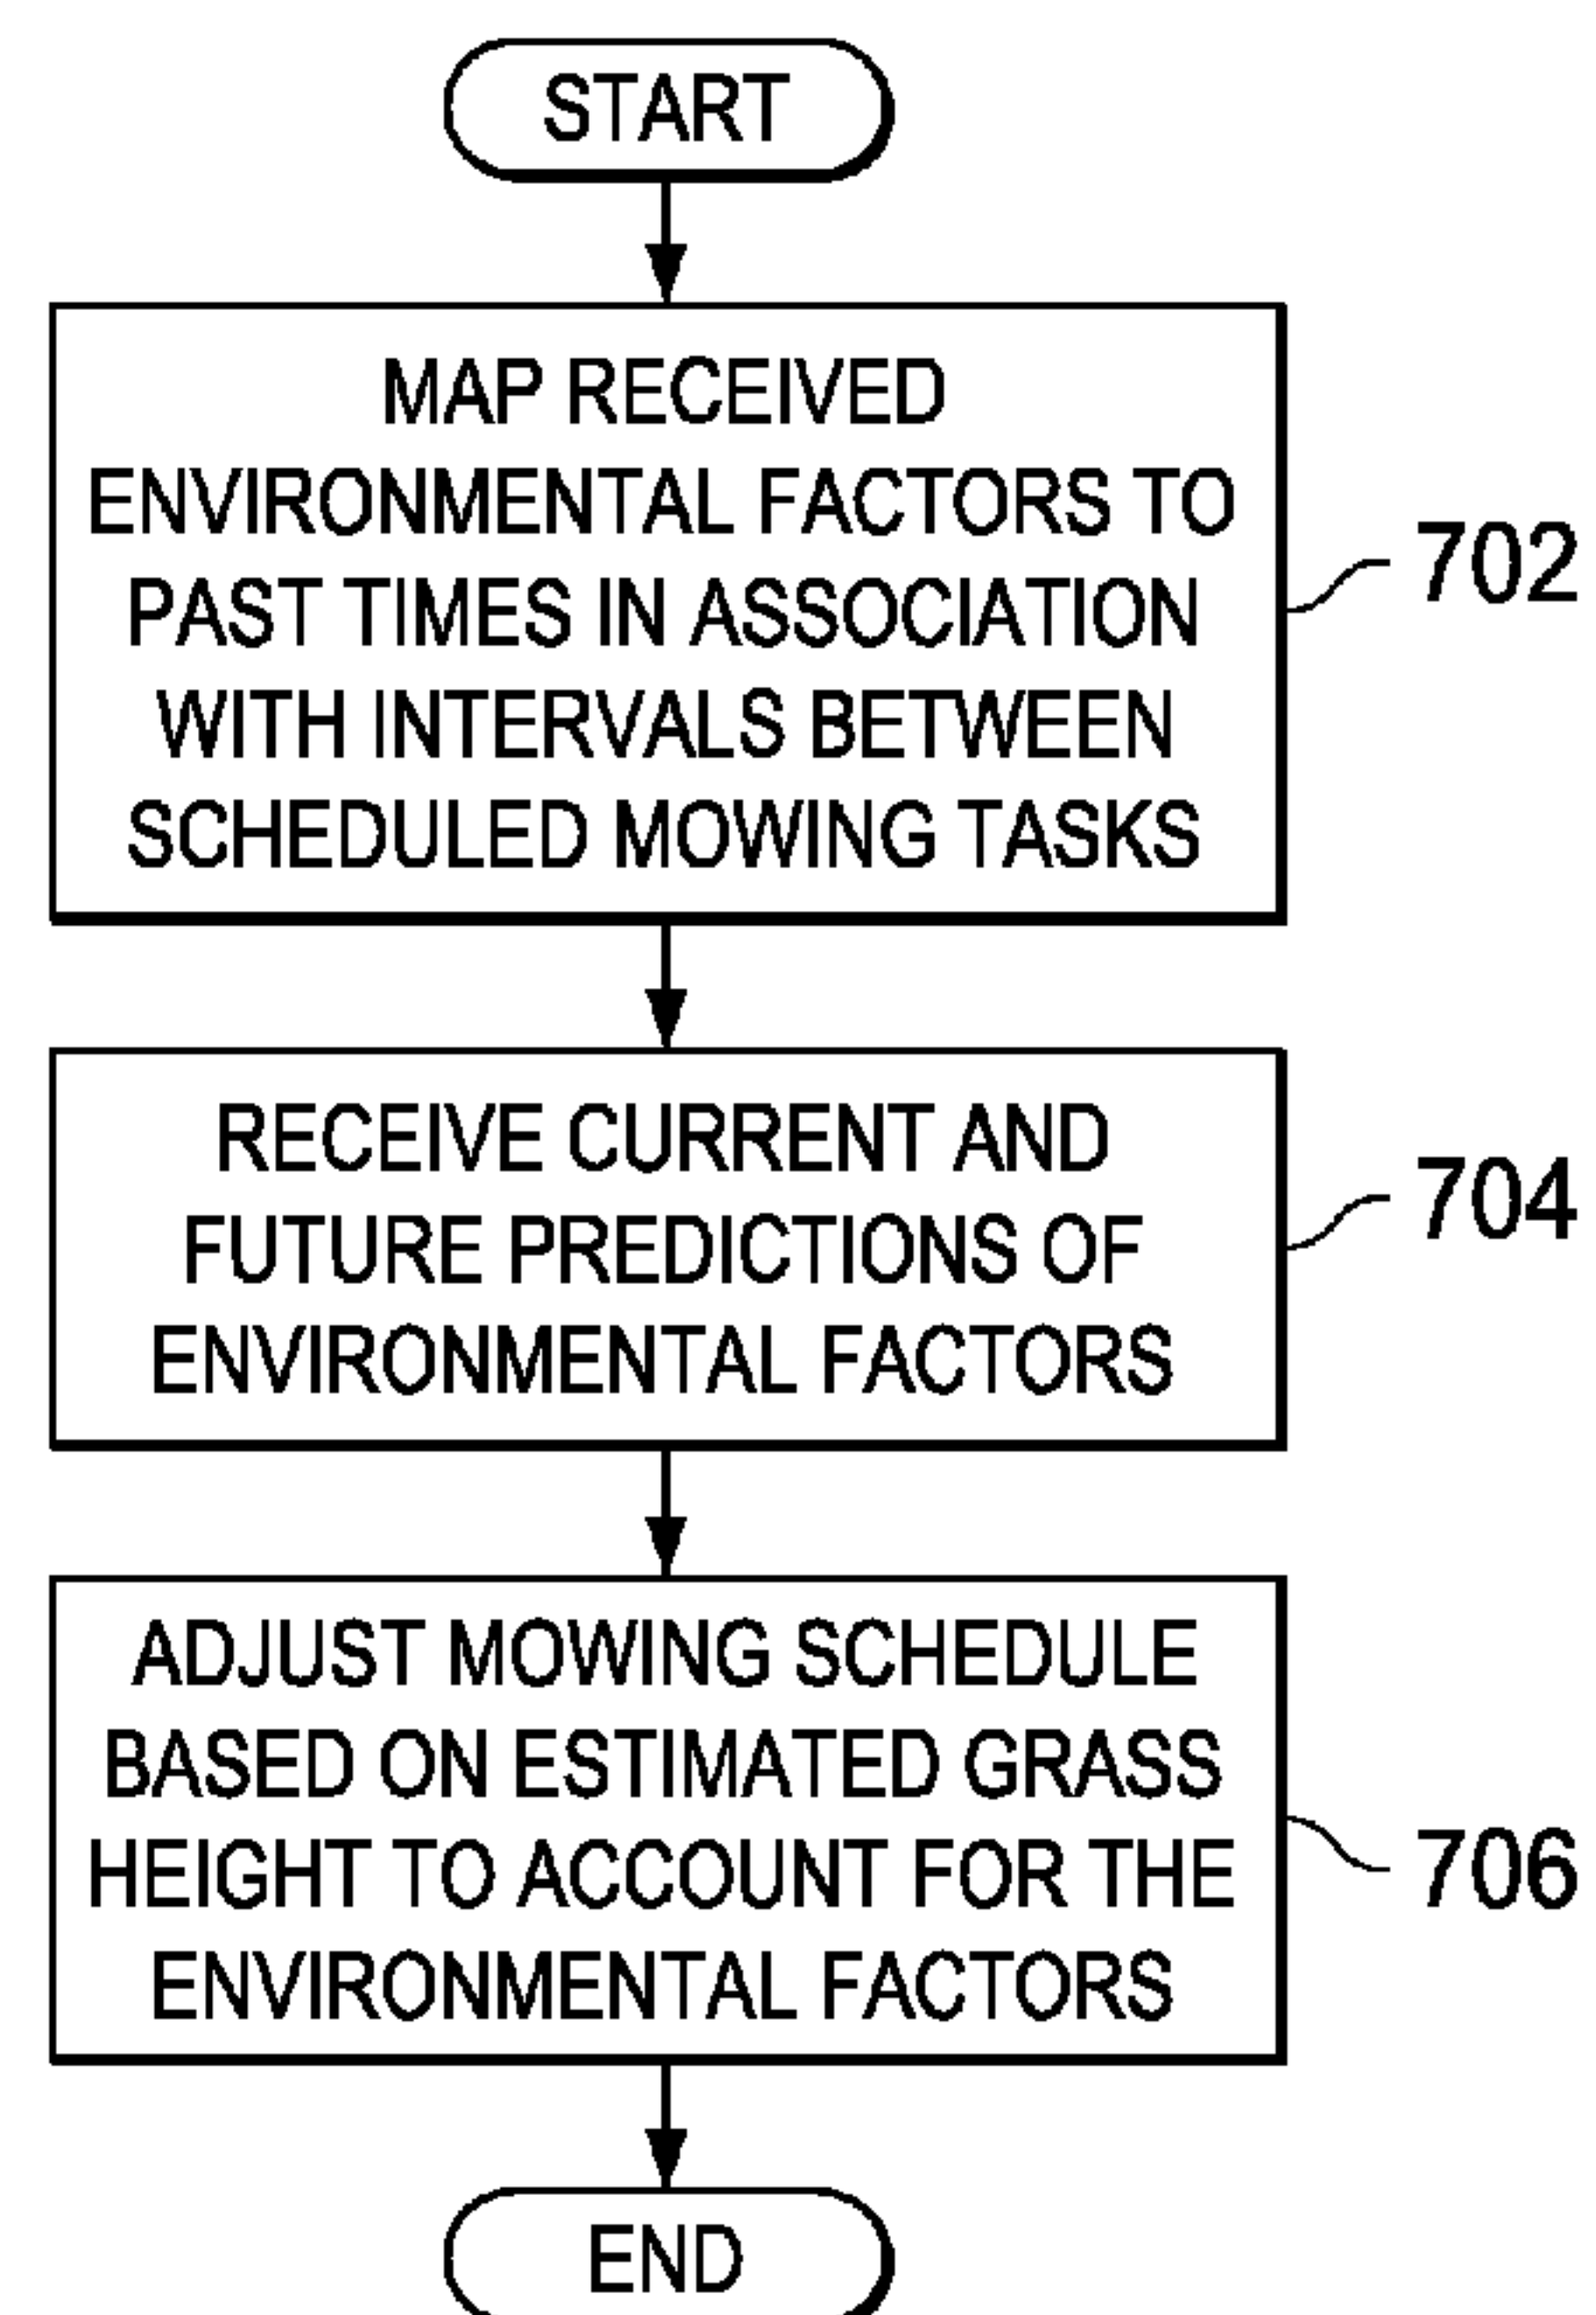 START
MAP RECEIVED
ENVIRONMENTAL FACTORS TO
PAST TIMES IN ASSOCIATION
WITH INTERVALS BETWEEN
SCHEDULED MOWING TASKS
702
RECEIVE CURRENT AND
FUTURE PREDICTIONS OF
ENVIRONMENTAL FACTORS
704
ADJUST MOWING SCHEDULE
BASED ON ESTIMATED GRASS
HEIGHT TO ACCOUNT FOR THE
ENVIRONMENTAL FACTORS
706
END